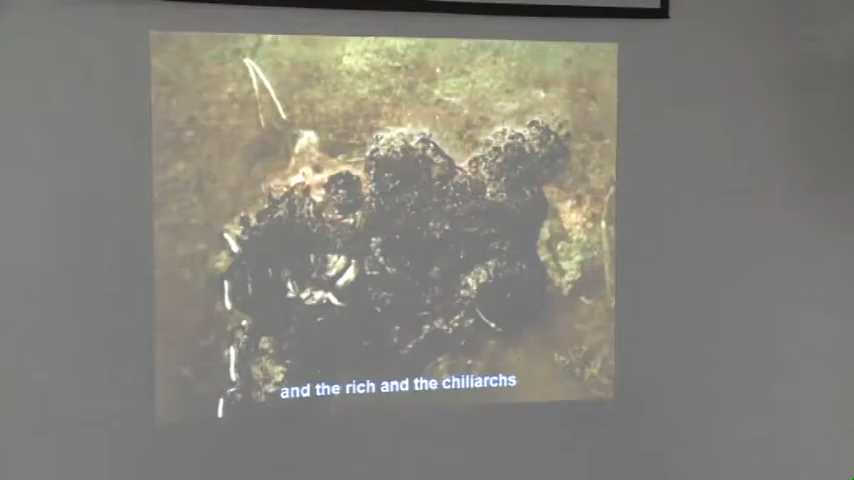 and the rich and the chiliarchs